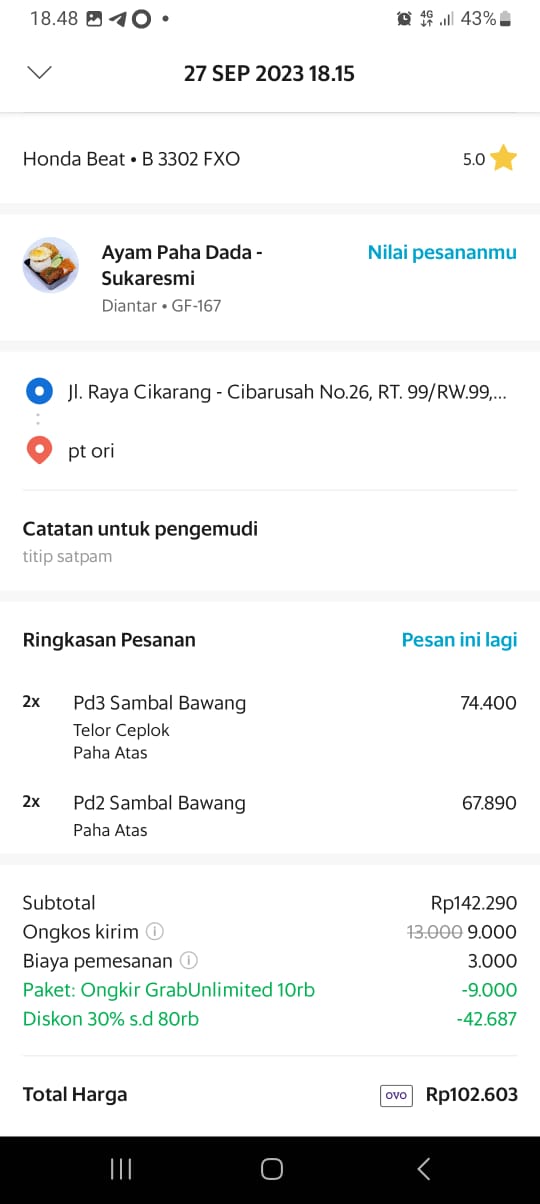 18.48
4G
43%
27 SEP 2023 18.15
Honda Beat • B 3302 FXO
5.0
Ayam Paha Dada -
Sukaresmi
Nilai pesananmu
Diantar • GF-167
Jl. Raya Cikarang - Cibarusah No.26, RT. 99/RW.99,...
pt ori
Catatan untuk pengemudi
titip satpam
Ringkasan Pesanan
Pesan ini lagi
2x Pd3 Sambal Bawang 74.400
Telor Ceplok
Paha Atas
2x Pd2 Sambal Bawang 67.890
Paha Atas
Subtotal Rp142.290
Ongkos kirim 13.000 9.000
Biaya pemesanan 3.000
Paket: Ongkir GrabUnlimited 10rb -9.000
Diskon 30% s.d 80rb -42.687
Total Harga OVO Rp102.603